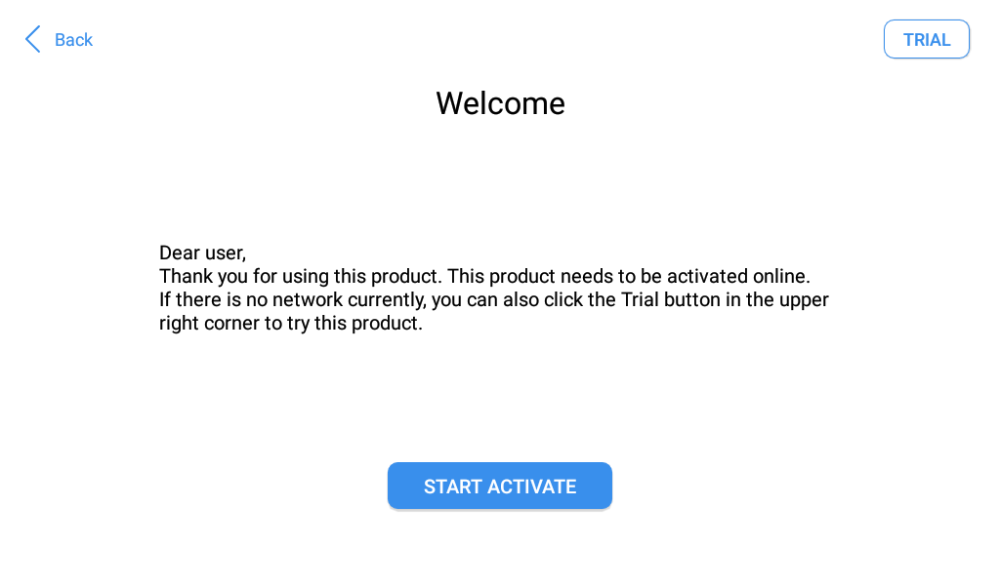 Back
TRIAL
Welcome
Dear user,
Thank you for using this product. This product needs to be activated online.
If there is no network currently, you can also click the Trial button in the upper
right corner to try this product.
START ACTIVATE